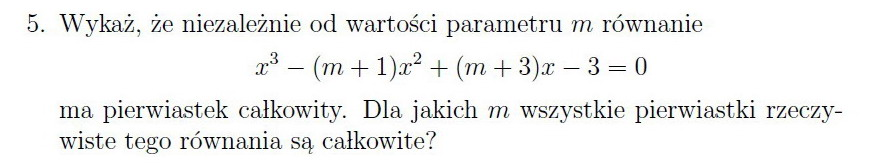 5. Wykaż, że niezależnie od wartości parametru m równanie
x³ − (m + 1)x² + (m + 3)x − 3 = 0
ma pierwiastek całkowity. Dla jakich m wszystkie pierwiastki rzeczy-
wiste tego równania są całkowite?